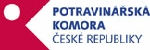 POTRAVINÁŘSKÁ
KOMORA
ČESKÉ REPUBLIKY